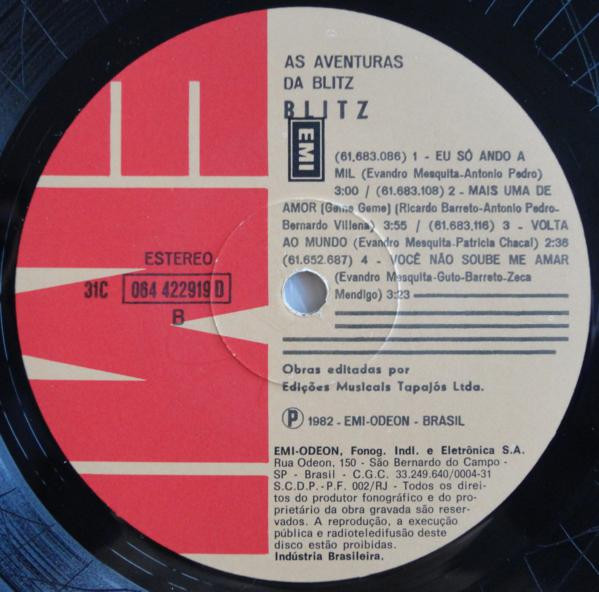 AS AVENTURAS
DA BLITZ
BLITZ
EMI
(61.683.086) 1 - EU SÓ ANDO A
MIL (Evandro Mesquita-Antonio Pedro)
3:00 / (61.683.108) 2 - MAIS UMA DE
AMOR (Geme Geme) (Ricardo Barreto-Antonio Pedro-
Bernardo Villena) 3:55 / (61.683,116) 3 - VOLTA
AO MUNDO (Evandro Mesquita-Patricia Chacal) 2:36
(61.652.687) 4 - VOCÊ NÃO SOUBE ME AMAR
(Evandro Mesquita-Guto-Barreto-Zeca
Mendigo) 3:23
ESTEREO
31C 064 422919 D
B
Obras editadas por
Edições Musicais Tapajós Ltda.
Ⓟ 1982 - EMI-ODEON - BRASIL
EMI-ODEON, Fonog. Indl. e Eletrônica S.A.
Rua Odeon, 150 - São Bernardo do Campo -
SP - Brasil - C.G.C. 33.249.640/0004-31
S.C.D.P. - P.F. 002/RJ - Todos os direi-
tos do produtor fonográfico e do pro-
prietário da obra gravada são reser-
vados. A reprodução, a execução
pública e radioteledifusão deste
disco estão proibidas.
Indústria Brasileira.